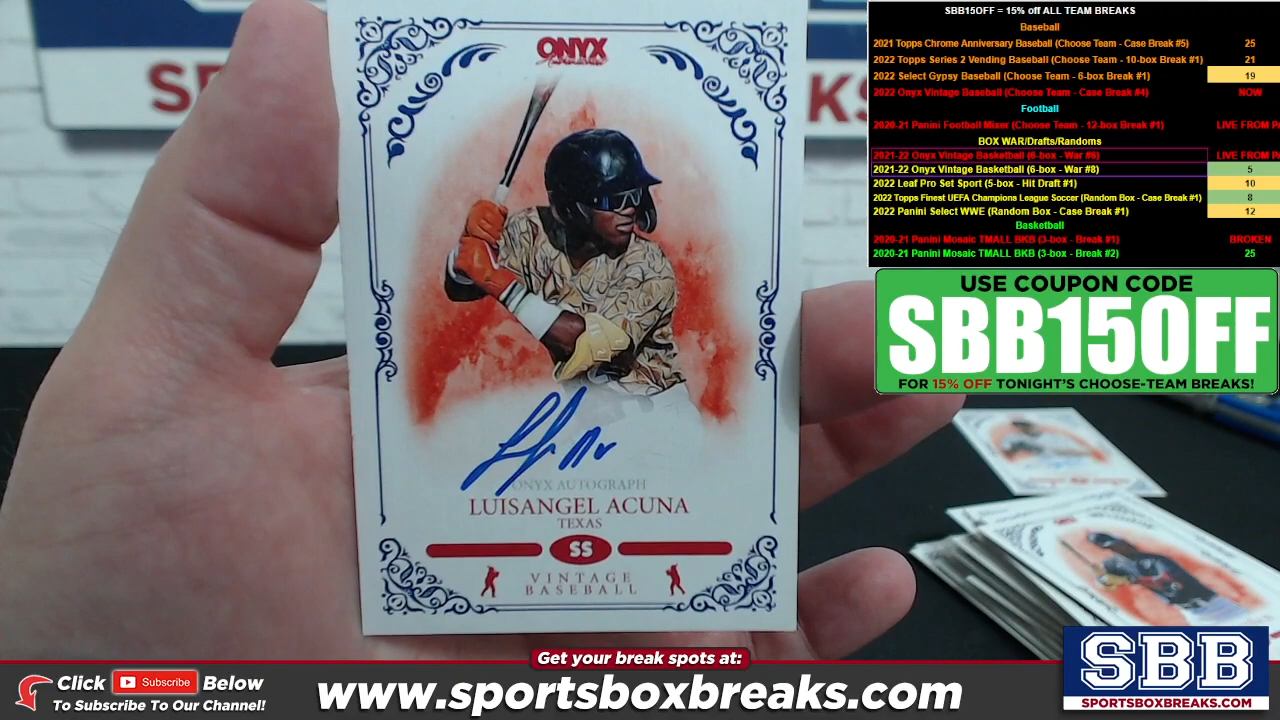 SP
KS
ONYX
Authenticated
ONYX AUTOGRAPH
LUISANGEL ACUNA
TEXAS
SS
VINTAGE
BASEBALL
SBB15OFF = 15% off ALL TEAM BREAKS
Baseball
2021 Topps Chrome Anniversary Baseball (Choose Team - Case Break #5) 25
2022 Topps Series 2 Vending Baseball (Choose Team - 10-box Break #1) 21
2022 Select Gypsy Baseball (Choose Team - 6-box Break #1) 19
2022 Onyx Vintage Baseball (Choose Team - Case Break #4) NOW
Football
2020-21 Panini Football Mixer (Choose Team - 12-box Break #1) LIVE FROM P
BOX WAR/Drafts/Randoms
2021-22 Onyx Vintage Basketball (6-box - War #6) LIVE FROM P
2021-22 Onyx Vintage Basketball (6-box - War #8) 5
2022 Leaf Pro Set Sport (5-box - Hit Draft #1) 10
2022 Topps Finest UEFA Champions League Soccer (Random Box - Case Break #1) 8
2022 Panini Select WWE (Random Box - Case Break #1) 12
Basketball
2020-21 Panini Mosaic TMALL BKB (3-box - Break #1) BROKEN
2020-21 Panini Mosaic TMALL BKB (3-box - Break #2) 25
USE COUPON CODE
SBB15OFF
FOR 15% OFF TONIGHT'S CHOOSE-TEAM BREAKS!
Get your break spots at:
Click Subscribe Below
To Subscribe To Our Channel!
www.sportsboxbreaks.com
SBB
SPORTSBOXBREAKS.COM